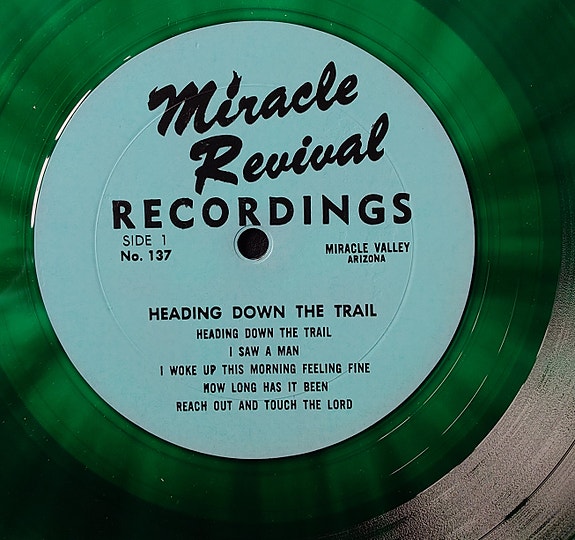 Miracle
Revival
RECORDINGS
SIDE 1
No. 137
MIRACLE VALLEY
ARIZONA
HEADING DOWN THE TRAIL
HEADING DOWN THE TRAIL
I SAW A MAN
I WOKE UP THIS MORNING FEELING FINE
HOW LONG HAS IT BEEN
REACH OUT AND TOUCH THE LORD